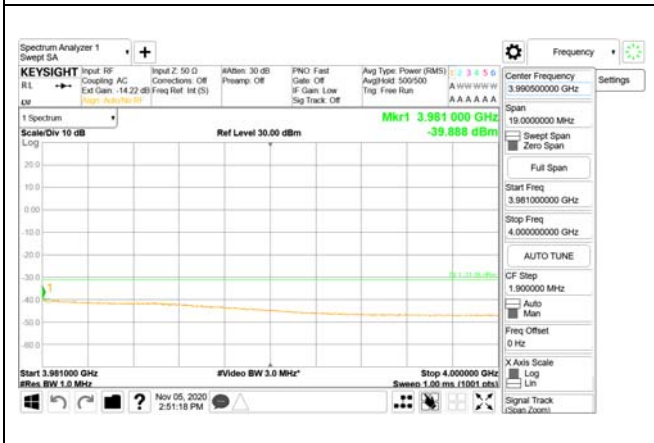 Spectrum Analyzer 1
Swept SA
+
Frequency
KEYSIGHT
Input: RF
Coupling: AC
Ext Gain: -14.22 dB
Align: Auto/No RF
RL
Input Z: 50 Ω
Corrections: Off
Freq Ref: Int (S)
#Atten: 30 dB
Preamp: Off
PNO: Fast
Gate: Off
IF Gain: Low
Sig Track: Off
Avg Type: Power (RMS)
Avg|Hold: 500/500
Trig: Free Run
1 2 3 4 5 6
A W W W W W
A A A A A A
1 Spectrum
Scale/Div 10 dB
Log
Ref Level 30.00 dBm
Mkr1 3.981 000 GHz
-39.888 dBm
20.0
10.0
0.00
-10.0
-20.0
-30.0
-40.0
-50.0
-60.0
1
Start 3.981000 GHz
#Res BW 1.0 MHz
#Video BW 3.0 MHz*
Stop 4.000000 GHz
Sweep 1.00 ms (1001 pts)
Nov 05, 2020
2:51:18 PM
?
Center Frequency
3.990500000 GHz
Settings
Span
19.0000000 MHz
Swept Span
Zero Span
Full Span
Start Freq
3.981000000 GHz
Stop Freq
4.000000000 GHz
AUTO TUNE
CF Step
1.900000 MHz
Auto
Man
Freq Offset
0 Hz
X Axis Scale
Log
Lin
Signal Track
(Span Zoom)